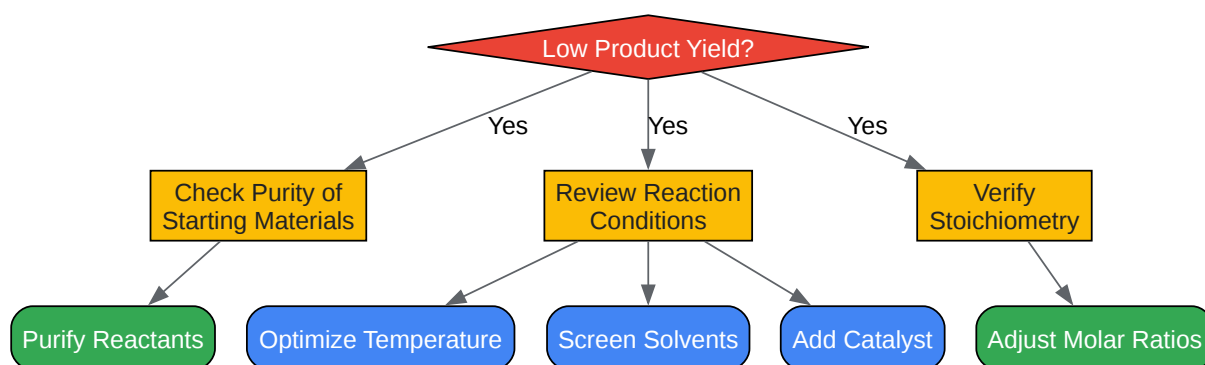 Low Product Yield?
Yes
Yes
Yes
Check Purity of
Starting Materials
Review Reaction
Conditions
Verify
Stoichiometry
Purify Reactants
Optimize Temperature
Screen Solvents
Add Catalyst
Adjust Molar Ratios